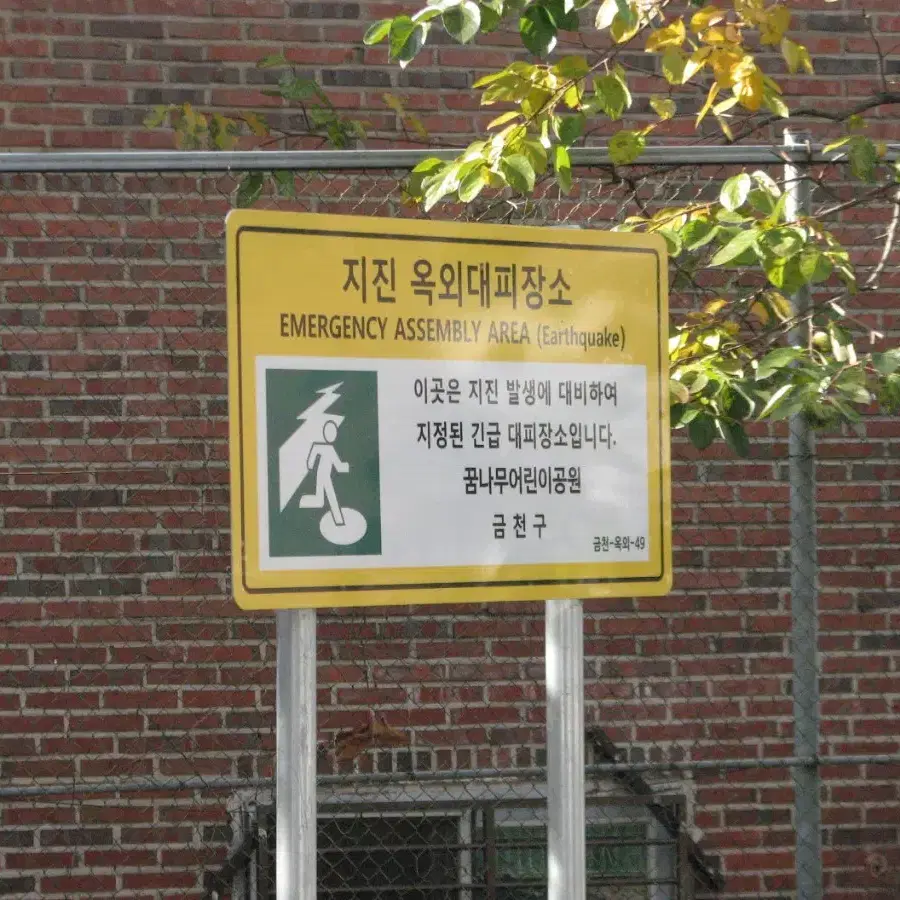 지진 옥외대피장소
EMERGENCY ASSEMBLY AREA (Earthquake)
이곳은 지진 발생에 대비하여
지정된 긴급 대피장소입니다.
꿈나무어린이공원
금천구
금천-옥외-49